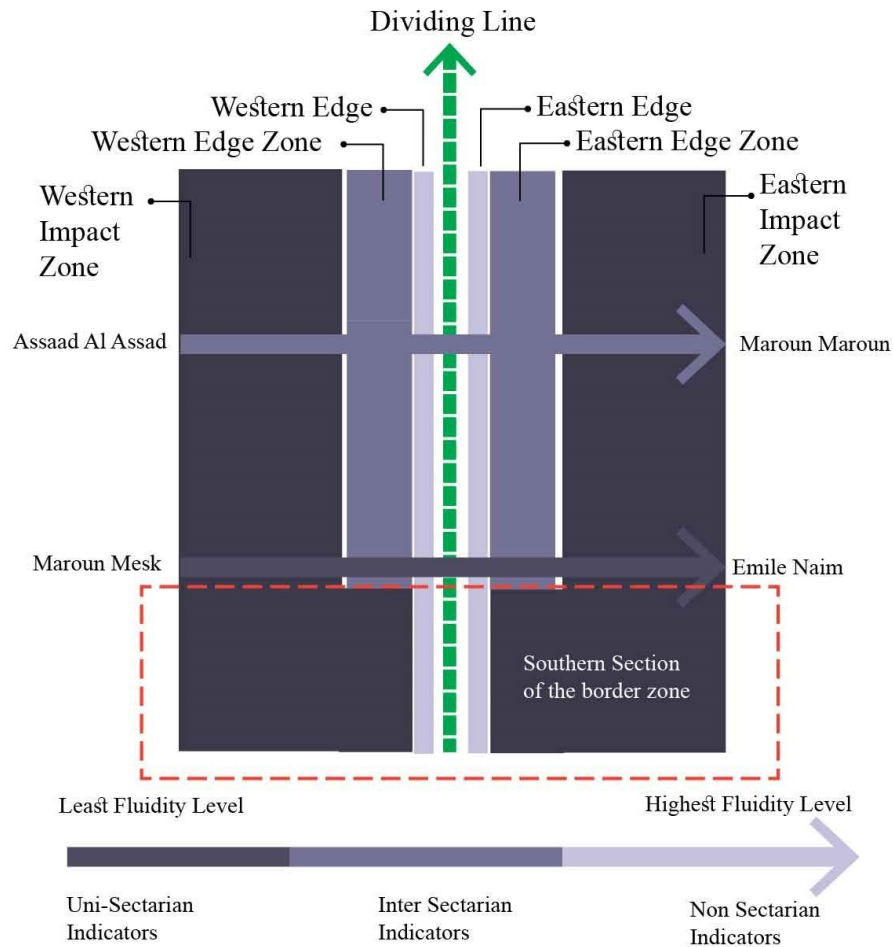 Dividing Line
Western Edge
Eastern Edge
Western Edge Zone
Eastern Edge Zone
Western
Impact
Zone
Eastern
Impact
Zone
Assaad Al Assad
Maroun Maroun
Maroun Mesk
Emile Naim
Southern Section
of the border zone
Least Fluidity Level
Highest Fluidity Level
Uni-Sectarian
Indicators
Inter Sectarian
Indicators
Non Sectarian
Indicators